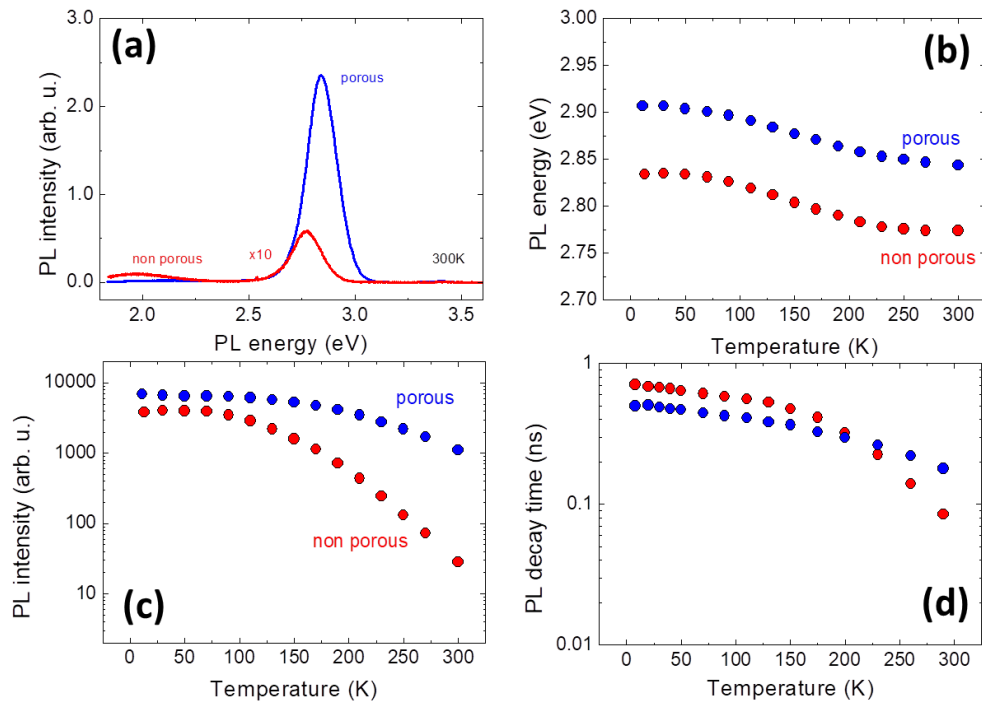 (a)
PL intensity (arb. u.)
3.0
2.0
1.0
0.0
porous
non porous
x10
300K
2.0 2.5 3.0 3.5
PL energy (eV)
(b)
PL energy (eV)
3.00
2.95
2.90
2.85
2.80
2.75
2.70
porous
non porous
0 50 100 150 200 250 300
Temperature (K)
(c)
PL intensity (arb. u.)
10000
1000
100
10
porous
non porous
0 50 100 150 200 250 300
Temperature (K)
(d)
PL decay time (ns)
1
0.1
0.01
0 50 100 150 200 250 300
Temperature (K)